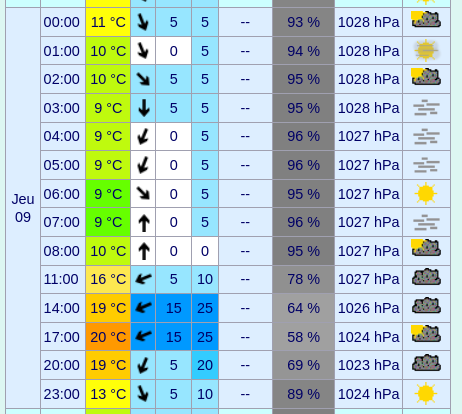 00:00 11 °C 5 5 -- 93 % 1028 hPa
01:00 10 °C 0 5 -- 94 % 1028 hPa
02:00 10 °C 5 5 -- 95 % 1028 hPa
03:00 9 °C 5 5 -- 95 % 1028 hPa
04:00 9 °C 0 5 -- 96 % 1027 hPa
05:00 9 °C 0 5 -- 96 % 1027 hPa
Jeu
09
06:00 9 °C 0 5 -- 95 % 1027 hPa
07:00 9 °C 0 5 -- 96 % 1027 hPa
08:00 10 °C 0 0 -- 95 % 1027 hPa
11:00 16 °C 5 10 -- 78 % 1027 hPa
14:00 19 °C 15 25 -- 64 % 1026 hPa
17:00 20 °C 15 25 -- 58 % 1024 hPa
20:00 19 °C 5 20 -- 69 % 1023 hPa
23:00 13 °C 5 10 -- 89 % 1024 hPa